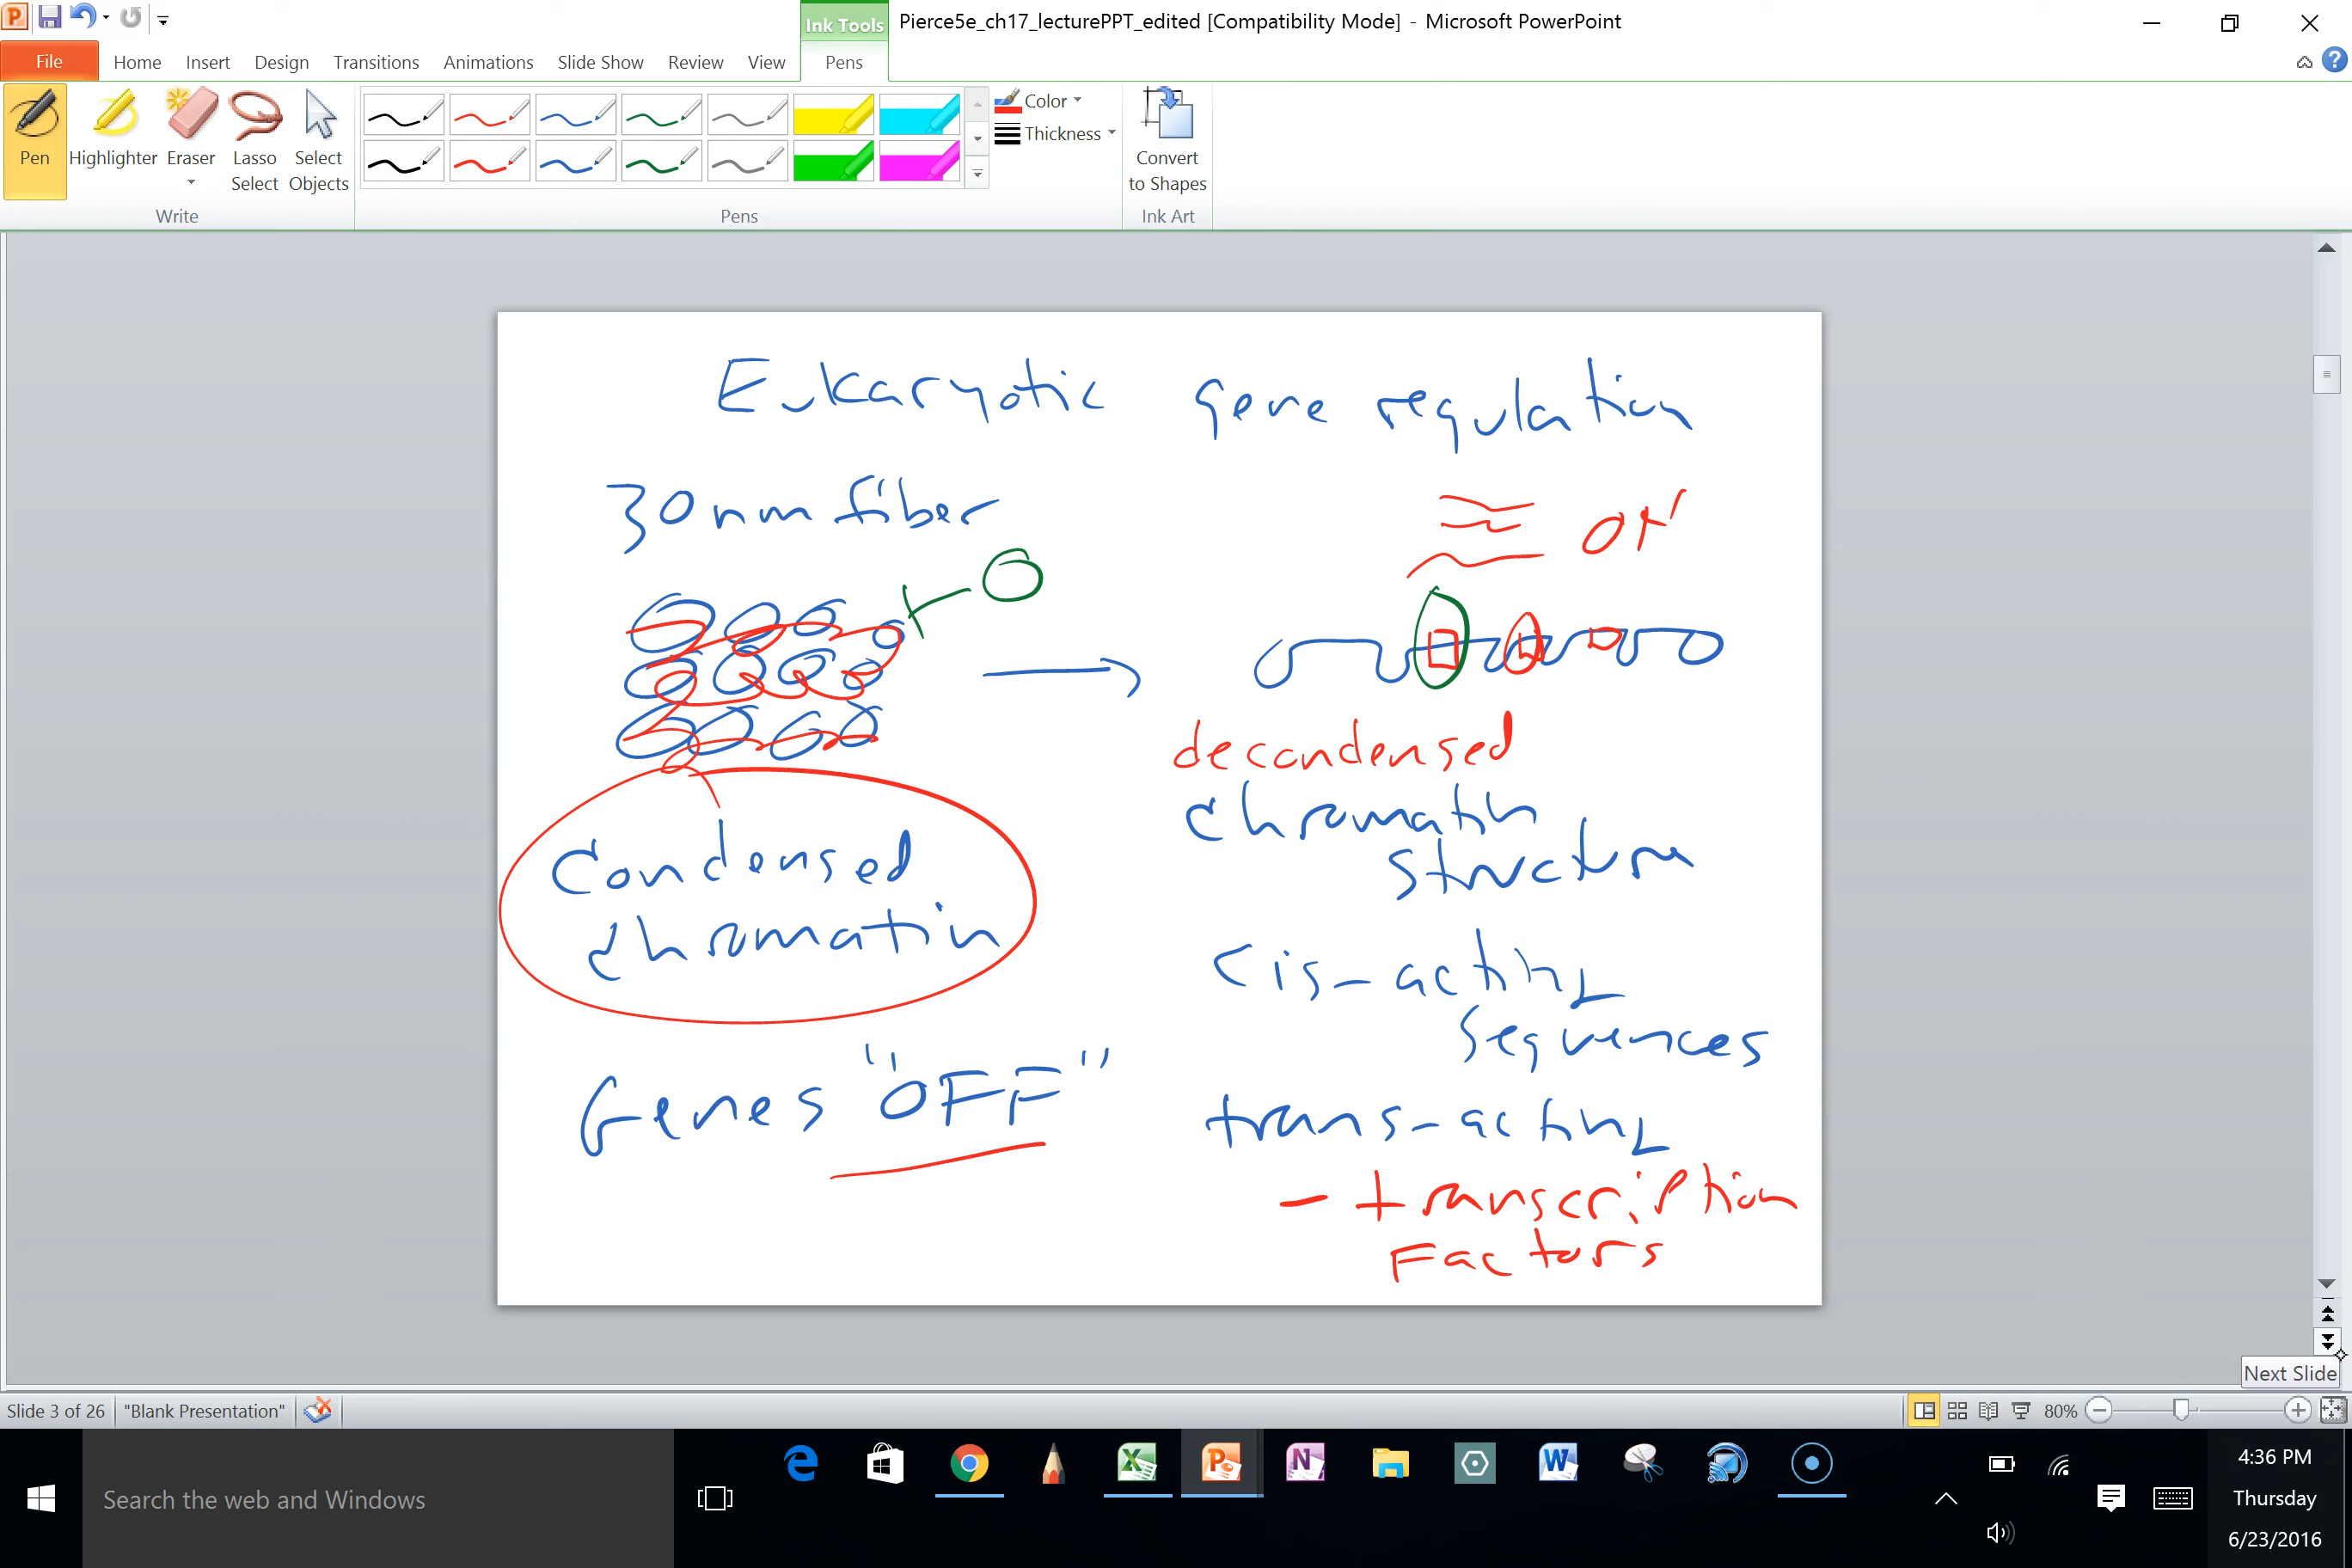 Ink Tools
Pierce5e_ch17_lecturePPT_edited [Compatibility Mode] - Microsoft PowerPoint
File Home Insert Design Transitions Animations Slide Show Review View Pens
Pen Highlighter Eraser Lasso Select Select Objects
Color
Thickness
Convert to Shapes
Write Pens Ink Art
Eukaryotic gene regulation
30nm fiber
ON
decondensed
chromatin
structure
Condensed
chromatin
cis-acting
sequences
Genes "OFF"
trans-acting
- transcription
Factors
Next Slide
Slide 3 of 26 "Blank Presentation" 80%
Search the web and Windows
4:36 PM
Thursday
6/23/2016